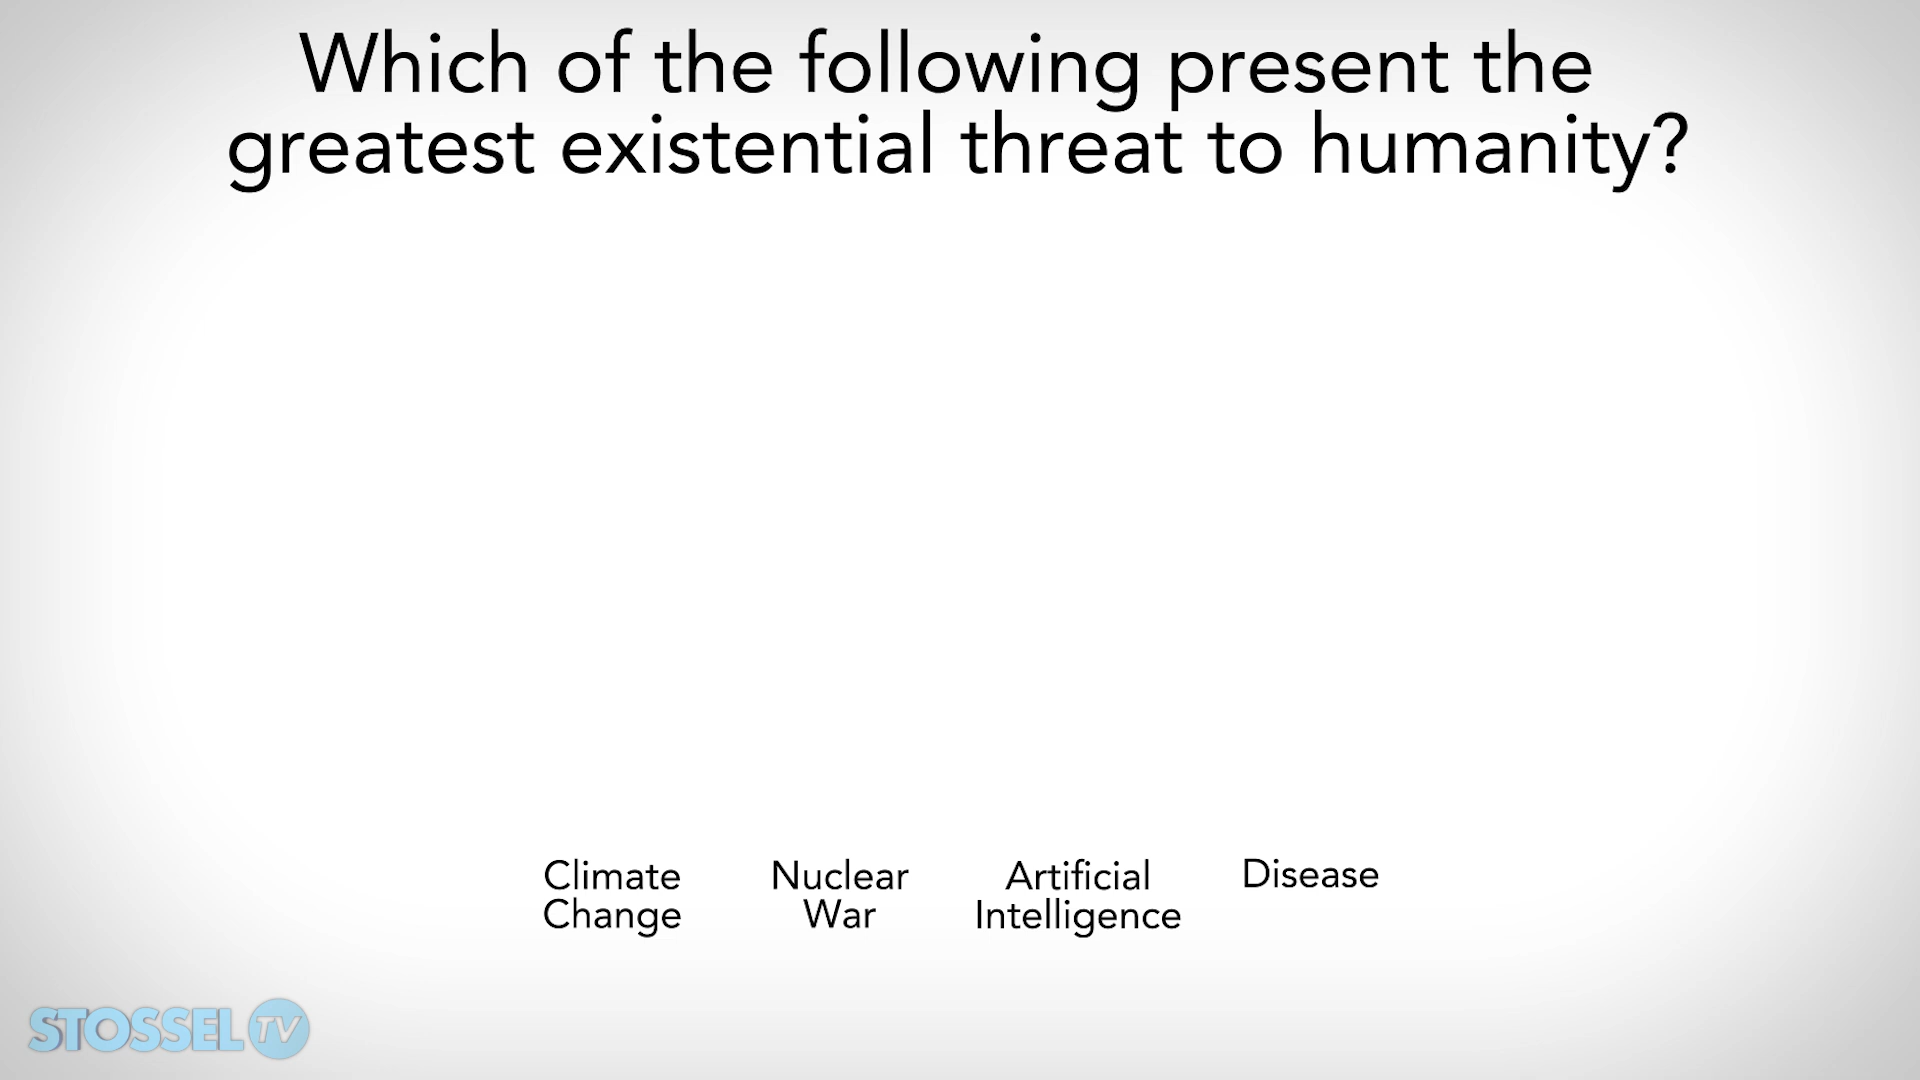 Which of the following present the
greatest existential threat to humanity?
Climate
Change
Nuclear
War
Artificial
Intelligence
Disease
STOSSEL TV